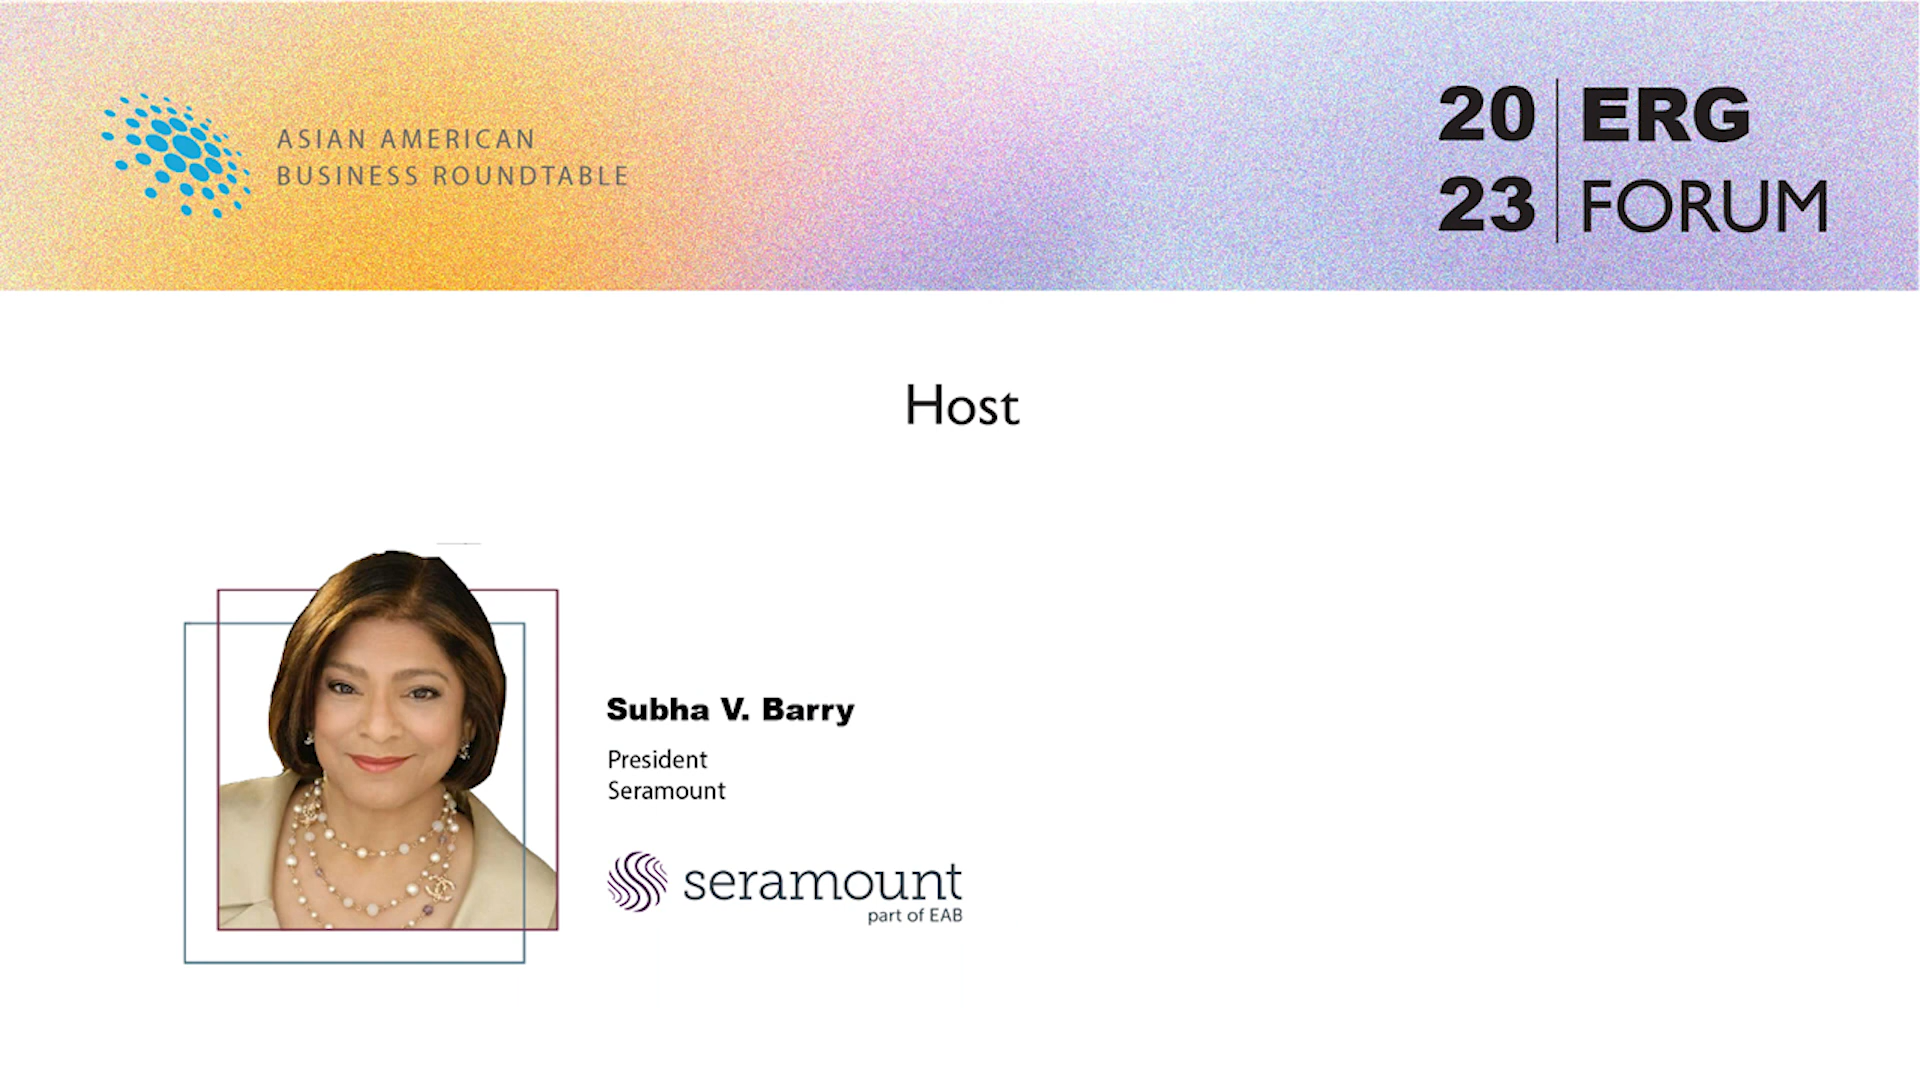 ASIAN AMERICAN
BUSINESS ROUNDTABLE
20 ERG
23 FORUM
Host
Subha V. Barry
President
Seramount
seramount
part of EAB